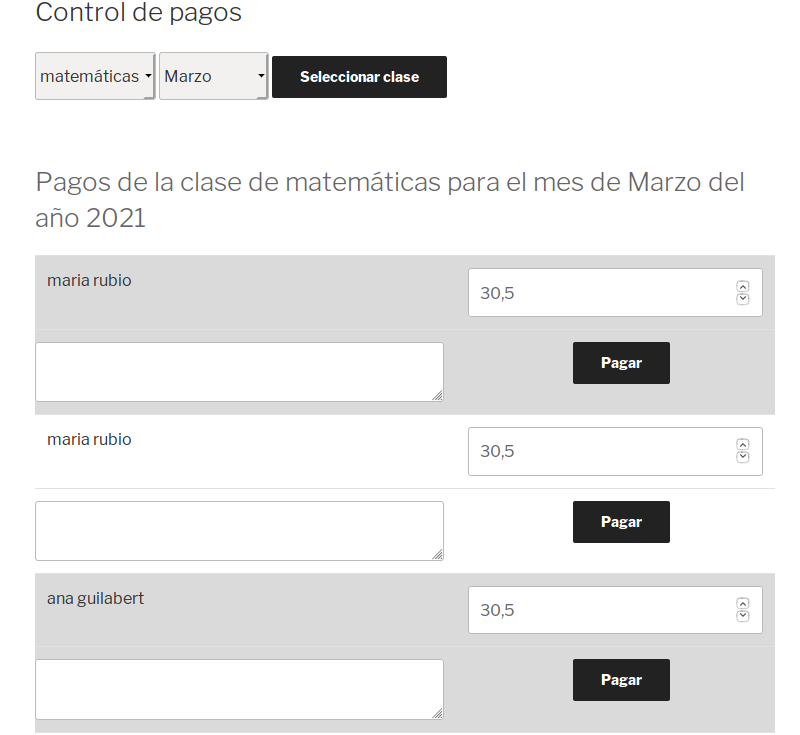 Control de pagos
matemáticas Marzo Seleccionar clase
Pagos de la clase de matemáticas para el mes de Marzo del
año 2021
maria rubio 30,5
Pagar
maria rubio 30,5
Pagar
ana guilabert 30,5
Pagar